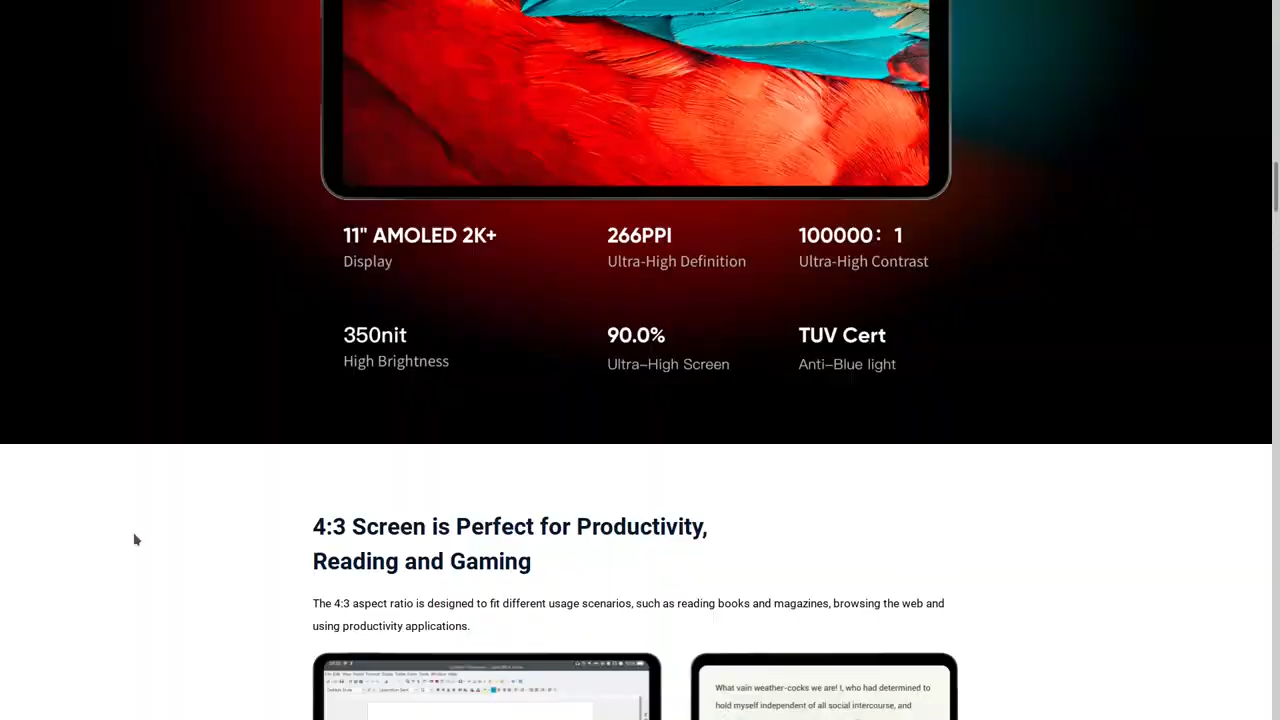 11" AMOLED 2K+
Display
266PPI
Ultra-High Definition
100000： 1
Ultra-High Contrast
350nit
High Brightness
90.0%
Ultra-High Screen
TUV Cert
Anti-Blue light
4:3 Screen is Perfect for Productivity,
Reading and Gaming
The 4:3 aspect ratio is designed to fit different usage scenarios, such as reading books and magazines, browsing the web and
using productivity applications.
What vain weather-cocks we are! I, who had determined to
hold myself independent of all social intercourse, and